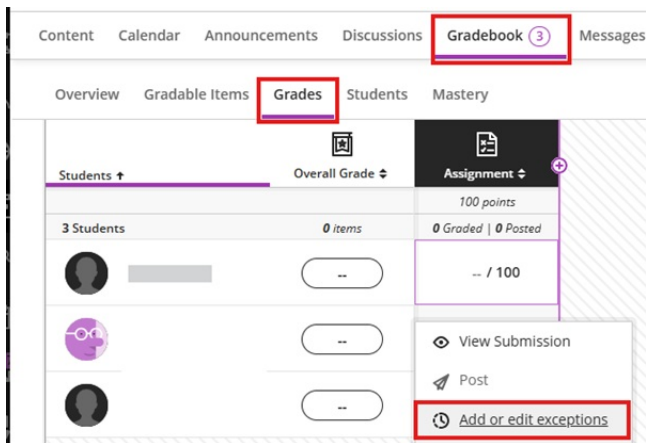 Content Calendar Announcements Discussions Gradebook 3 Messages
Overview Gradable Items Grades Students Mastery
Students Overall Grade Assignment
100 points
3 Students 0 items 0 Graded | 0 Posted
-- -- / 100
--
View Submission
Post
--
Add or edit exceptions